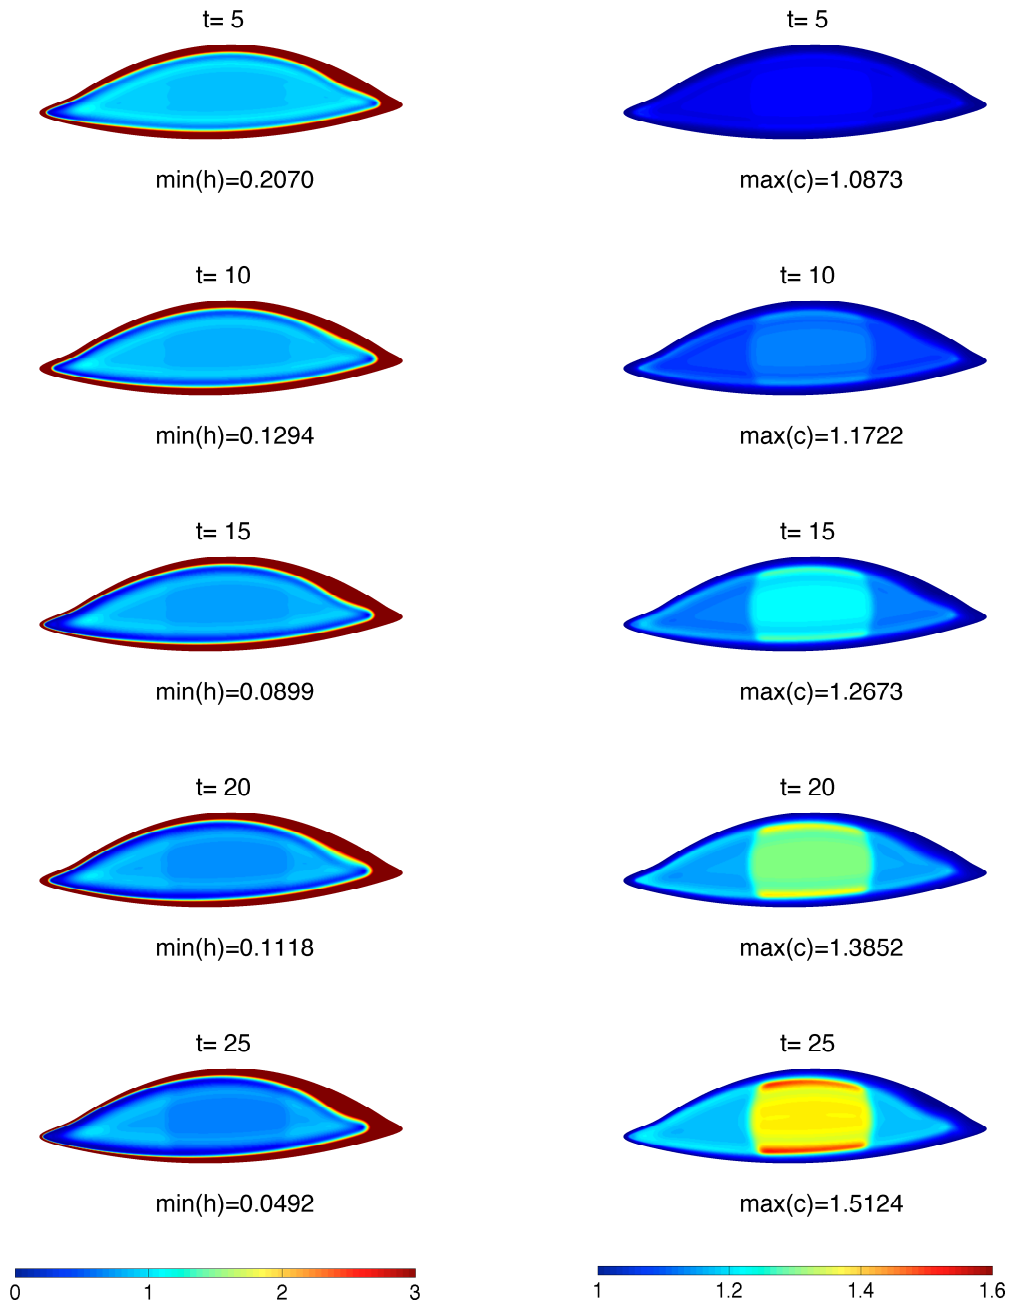 t= 5 t= 5
min(h)=0.2070 max(c)=1.0873
t= 10 t= 10
min(h)=0.1294 max(c)=1.1722
t= 15 t= 15
min(h)=0.0899 max(c)=1.2673
t= 20 t= 20
min(h)=0.1118 max(c)=1.3852
t= 25 t= 25
min(h)=0.0492 max(c)=1.5124
0 1 2 3 1 1.2 1.4 1.6